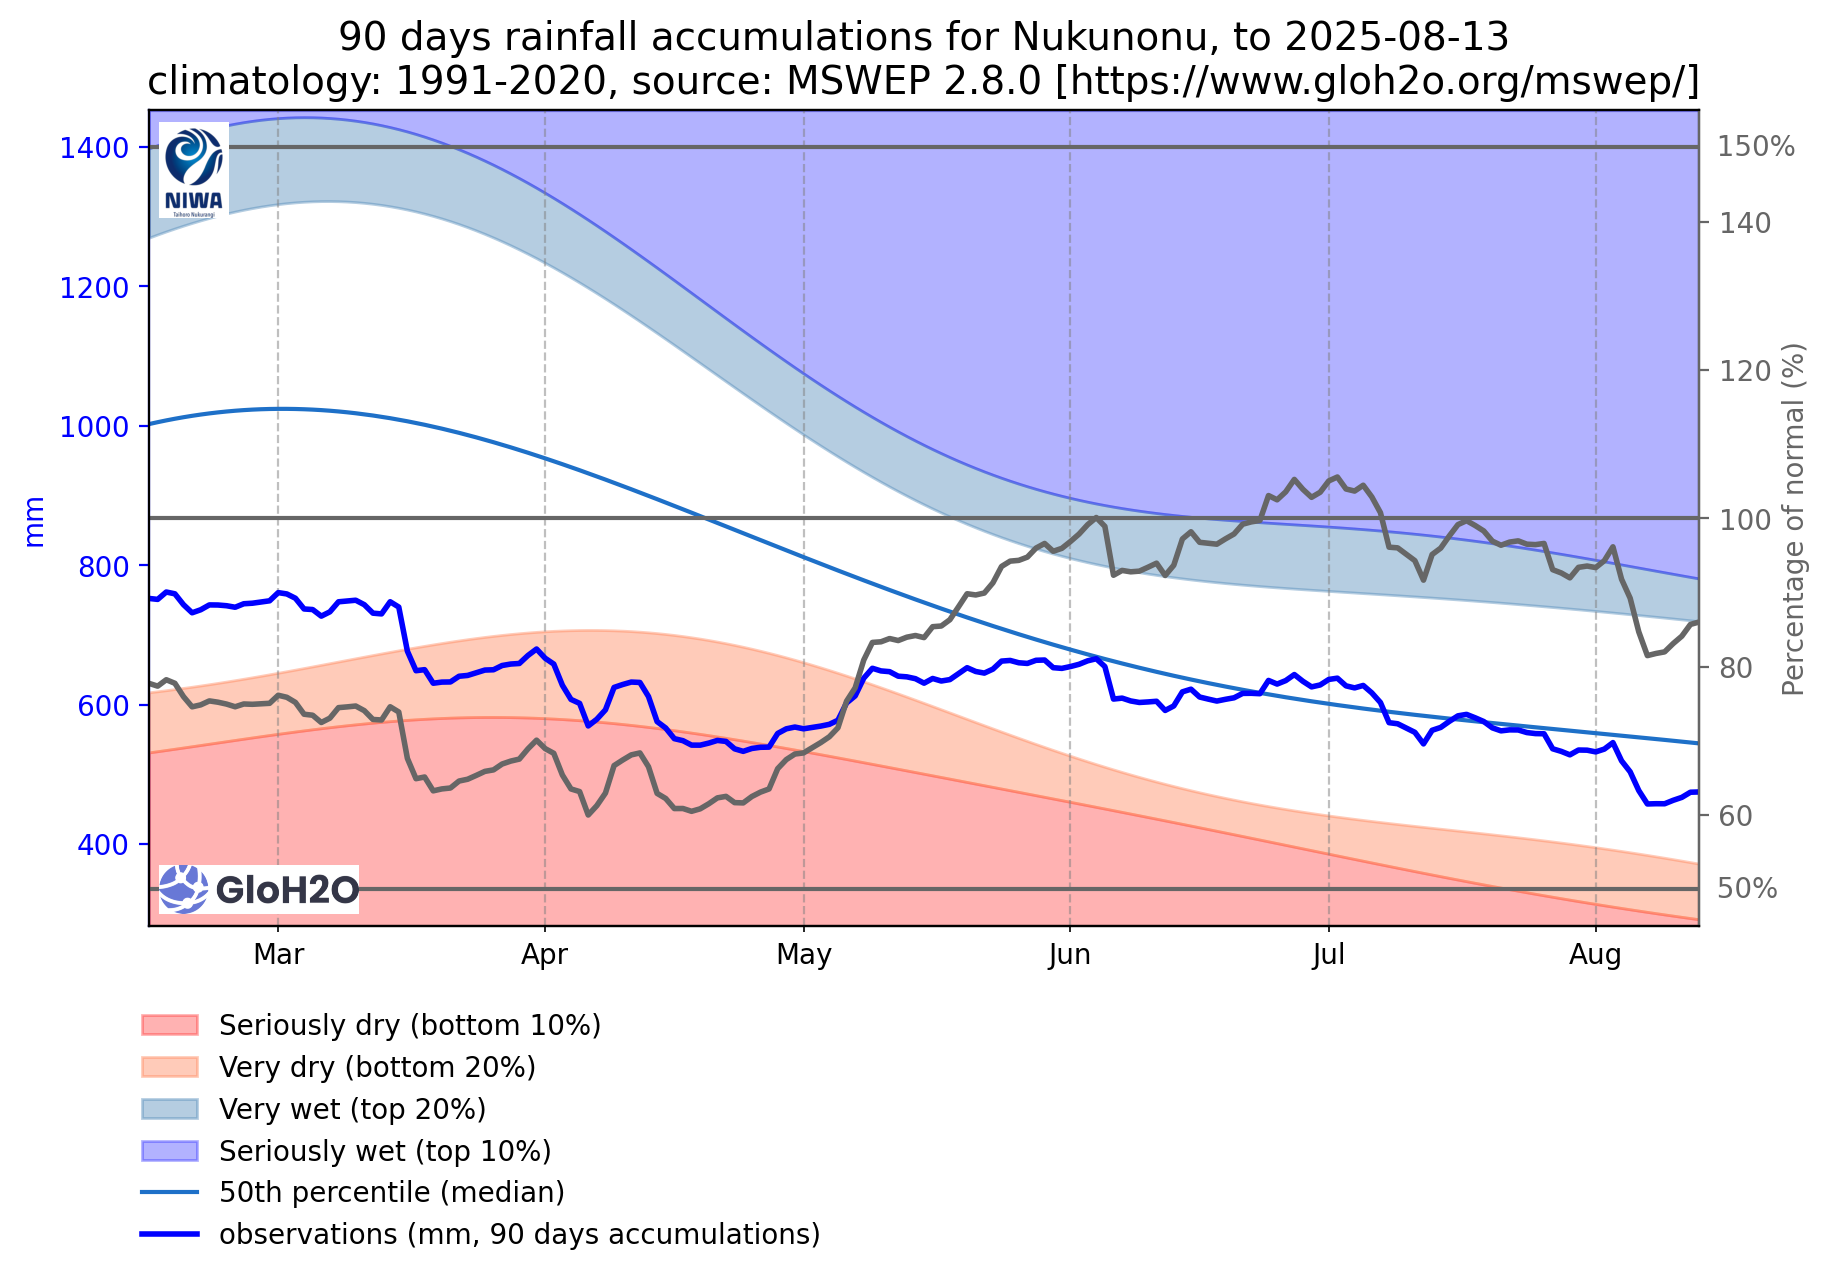 90 days rainfall accumulations for Nukunonu, to 2025-08-13
climatology: 1991-2020, source: MSWEP 2.8.0 [https://www.gloh2o.org/mswep/]
1400
1200
1000
800
600
400
mm
150%
140
120
100
80
60
50%
Percentage of normal (%)
NIWA
Taihoro Nukurangi
GloH2O
Mar
Apr
May
Jun
Jul
Aug
Seriously dry (bottom 10%)
Very dry (bottom 20%)
Very wet (top 20%)
Seriously wet (top 10%)
50th percentile (median)
observations (mm, 90 days accumulations)